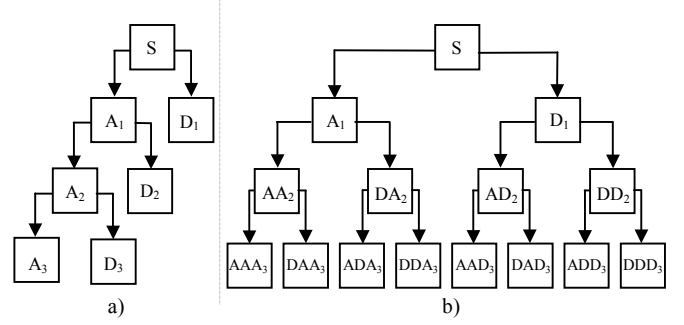 S S
A₁ D₁ A₁ D₁
A₂ D₂ AA₂ DA₂ AD₂ DD₂
A₃ D₃ AAA₃ DAA₃ ADA₃ DDA₃ AAD₃ DAD₃ ADD₃ DDD₃
a) b)